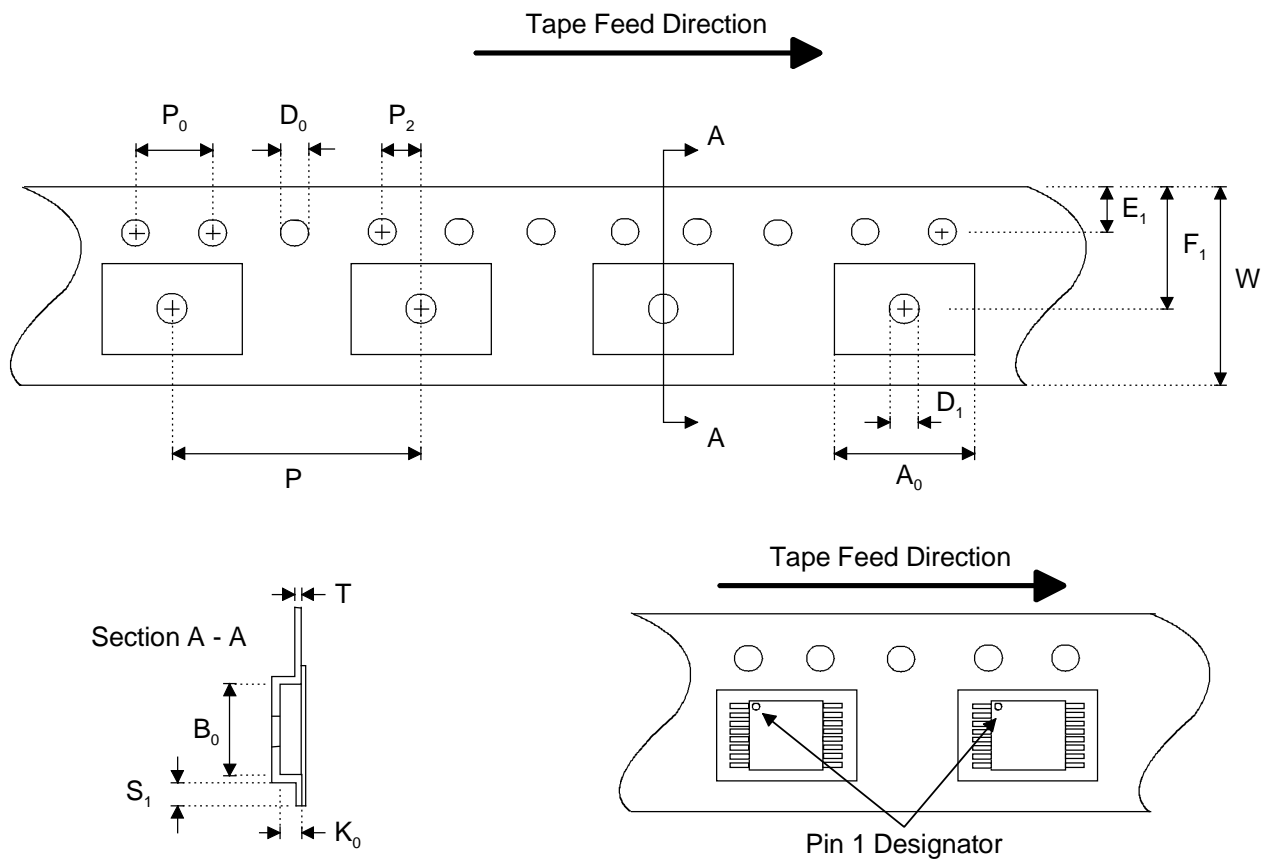 Tape Feed Direction
P₀
D₀
P₂
A
E₁
F₁
W
D₁
A
P
A₀
Tape Feed Direction
T
Section A - A
B₀
S₁
K₀
Pin 1 Designator